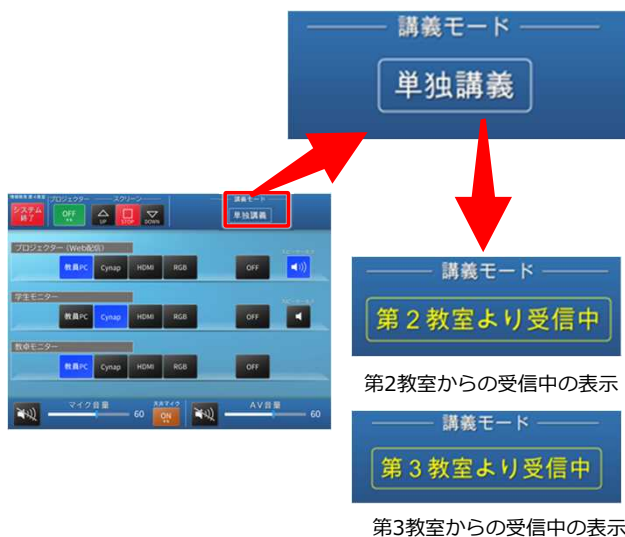 講義モード
単独講義
システム
終了
プロジェクター
スクリーン
講義モード
OFF
UP
STOP
DOWN
単独講義
プロジェクター (Web配信)
教員PC
Cynap
HDMI
RGB
OFF
学生モニター
教員PC
Cynap
HDMI
RGB
OFF
教卓モニター
教員PC
Cynap
HDMI
RGB
OFF
マイク音量
60
天井マイク
ON
AV音量
60
講義モード
第2教室より受信中
第2教室からの受信中の表示
講義モード
第3教室より受信中
第3教室からの受信中の表示